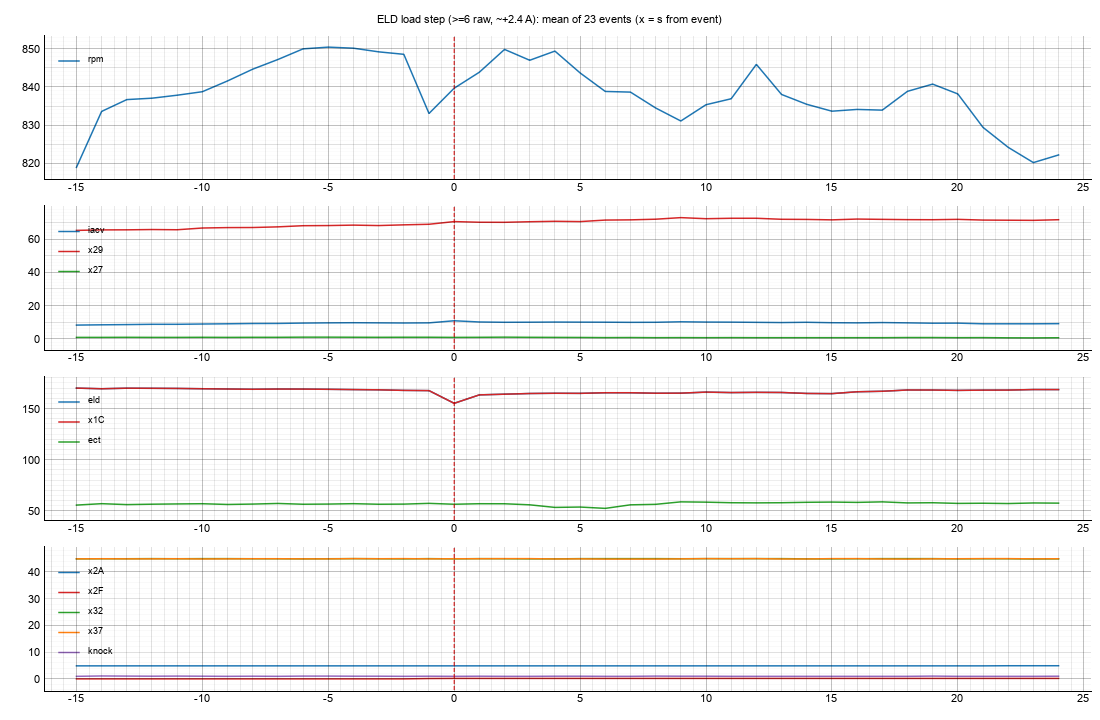 ELD load step (>=6 raw, ~+2.4 A): mean of 23 events (x = s from event)
850
840
830
820
rpm
-15 -10 -5 0 5 10 15 20 25
60
40
20
0
iacv
x29
x27
-15 -10 -5 0 5 10 15 20 25
150
100
50
eld
x1C
ect
-15 -10 -5 0 5 10 15 20 25
40
30
20
10
0
x2A
x2F
x32
x37
knock
-15 -10 -5 0 5 10 15 20 25